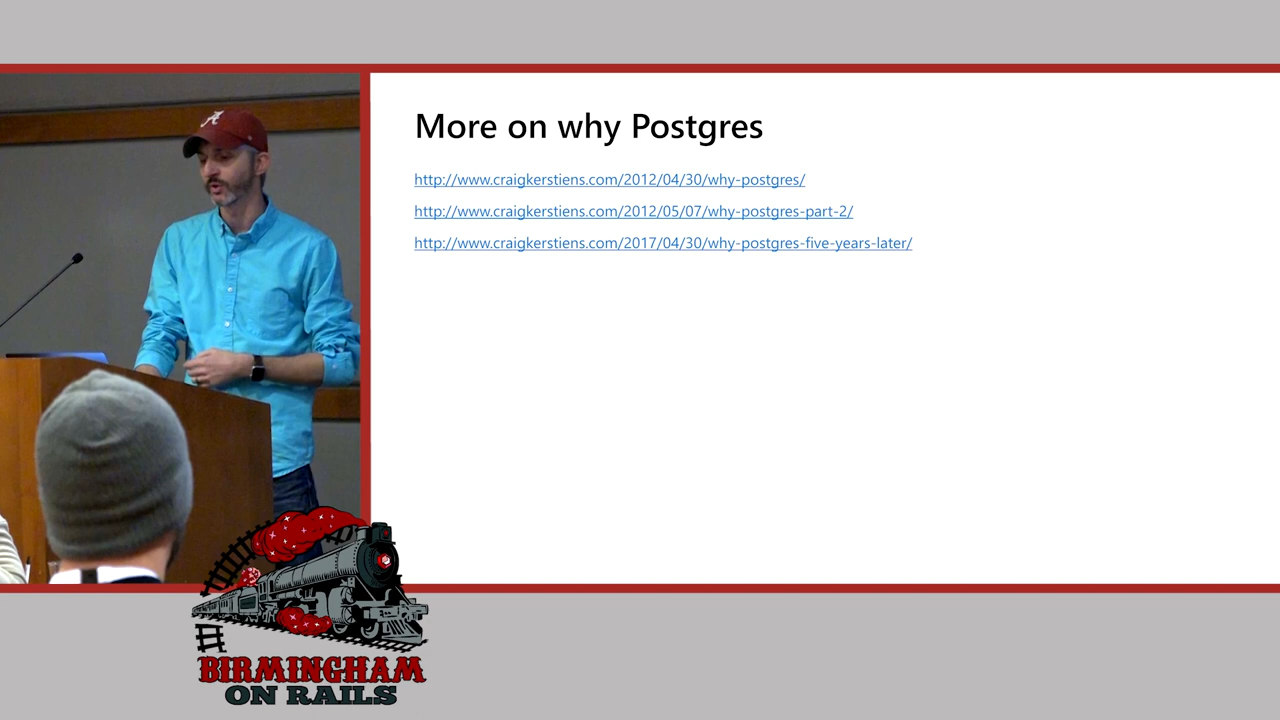 More on why Postgres
http://www.craigkerstiens.com/2012/04/30/why-postgres/
http://www.craigkerstiens.com/2012/05/07/why-postgres-part-2/
http://www.craigkerstiens.com/2017/04/30/why-postgres-five-years-later/
A
BIRMINGHAM
ON RAILS